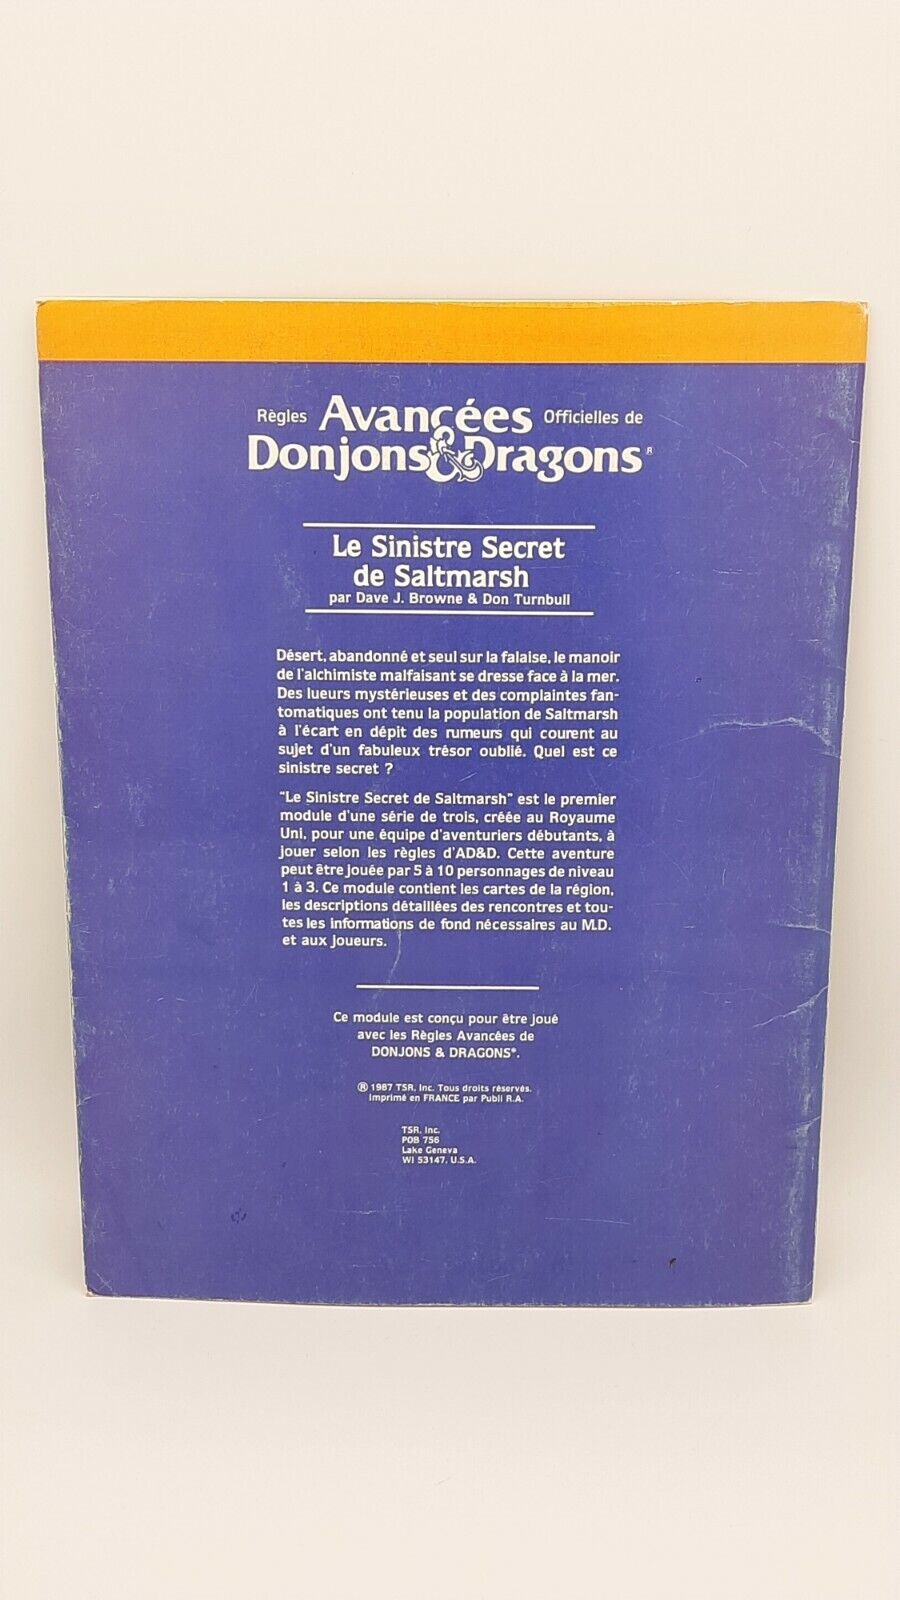 Règles Avancées Officielles de
Donjons & Dragons®
Le Sinistre Secret
de Saltmarsh
par Dave J. Browne & Don Turnbull
Désert, abandonné et seul sur la falaise, le manoir
de l'alchimiste malfaisant se dresse face à la mer.
Des lueurs mystérieuses et des complaintes fan-
tomatiques ont tenu la population de Saltmarsh
à l'écart en dépit des rumeurs qui courent au
sujet d'un fabuleux trésor oublié. Quel est ce
sinistre secret ?
"Le Sinistre Secret de Saltmarsh" est le premier
module d'une série de trois, créée au Royaume
Uni, pour une équipe d'aventuriers débutants, à
jouer selon les règles d'AD&D. Cette aventure
peut être jouée par 5 à 10 personnages de niveau
1 à 3. Ce module contient les cartes de la région,
les descriptions détaillées des rencontres et tou-
tes les informations de fond nécessaires au M.D.
et aux joueurs.
Ce module est conçu pour être joué
avec les Règles Avancées de
DONJONS & DRAGONS®.
® 1987 TSR, Inc. Tous droits réservés.
Imprimé en FRANCE par Publi R.A.
TSR, Inc.
POB 756
Lake Geneva
WI 53147, U.S.A.